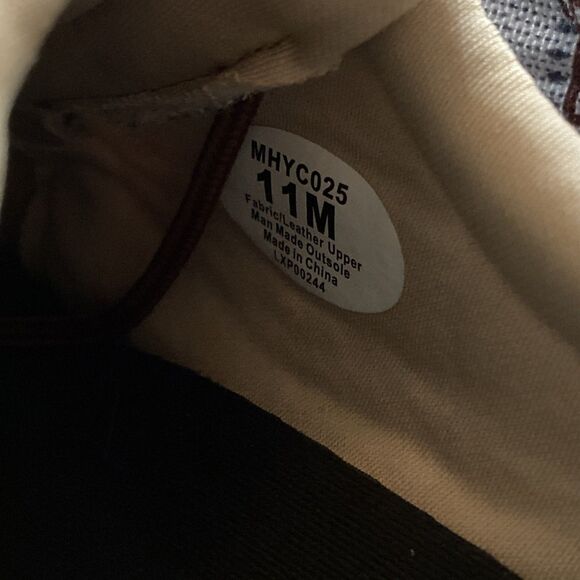 MHYC025
11M
Fabric/Leather Upper
Man Made Outsole
Made in China
LXP00244